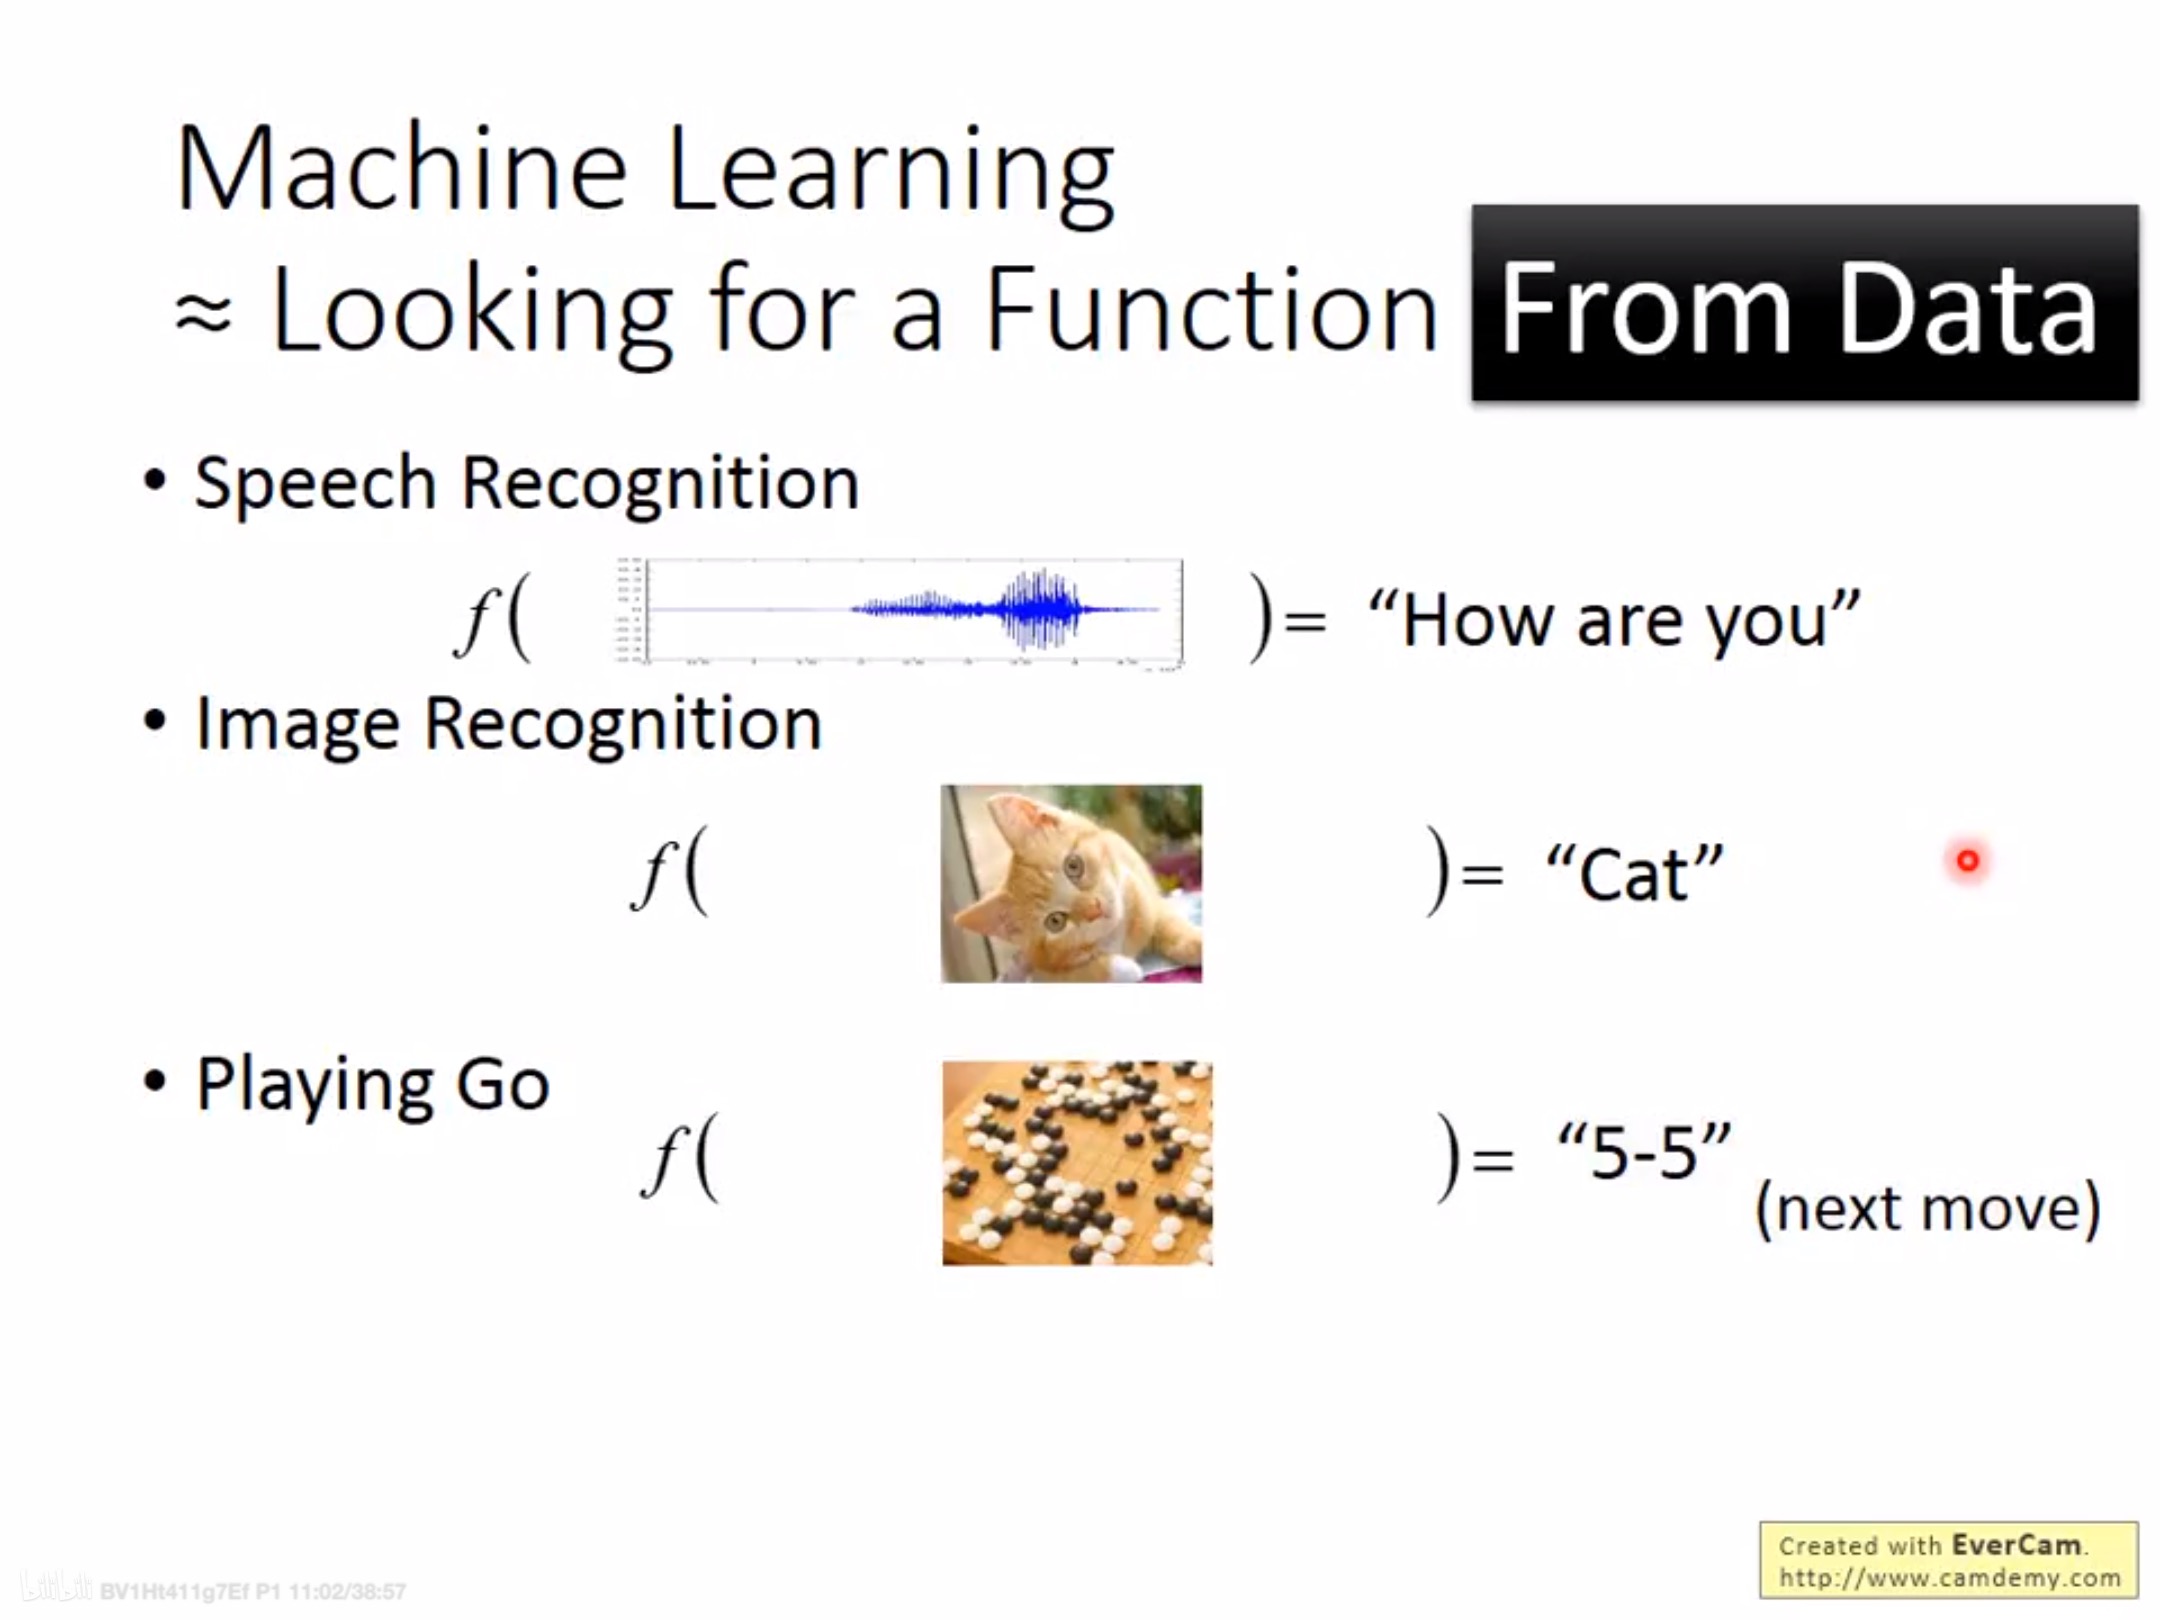 Machine Learning
≈ Looking for a Function From Data
• Speech Recognition
f( )= “How are you”
• Image Recognition
f( )= “Cat”
• Playing Go
f( )= “5-5”
(next move)
Created with EverCam.
http://www.camdemy.com
bilibili BV1Ht411g7Ef P1 11:02/38:57